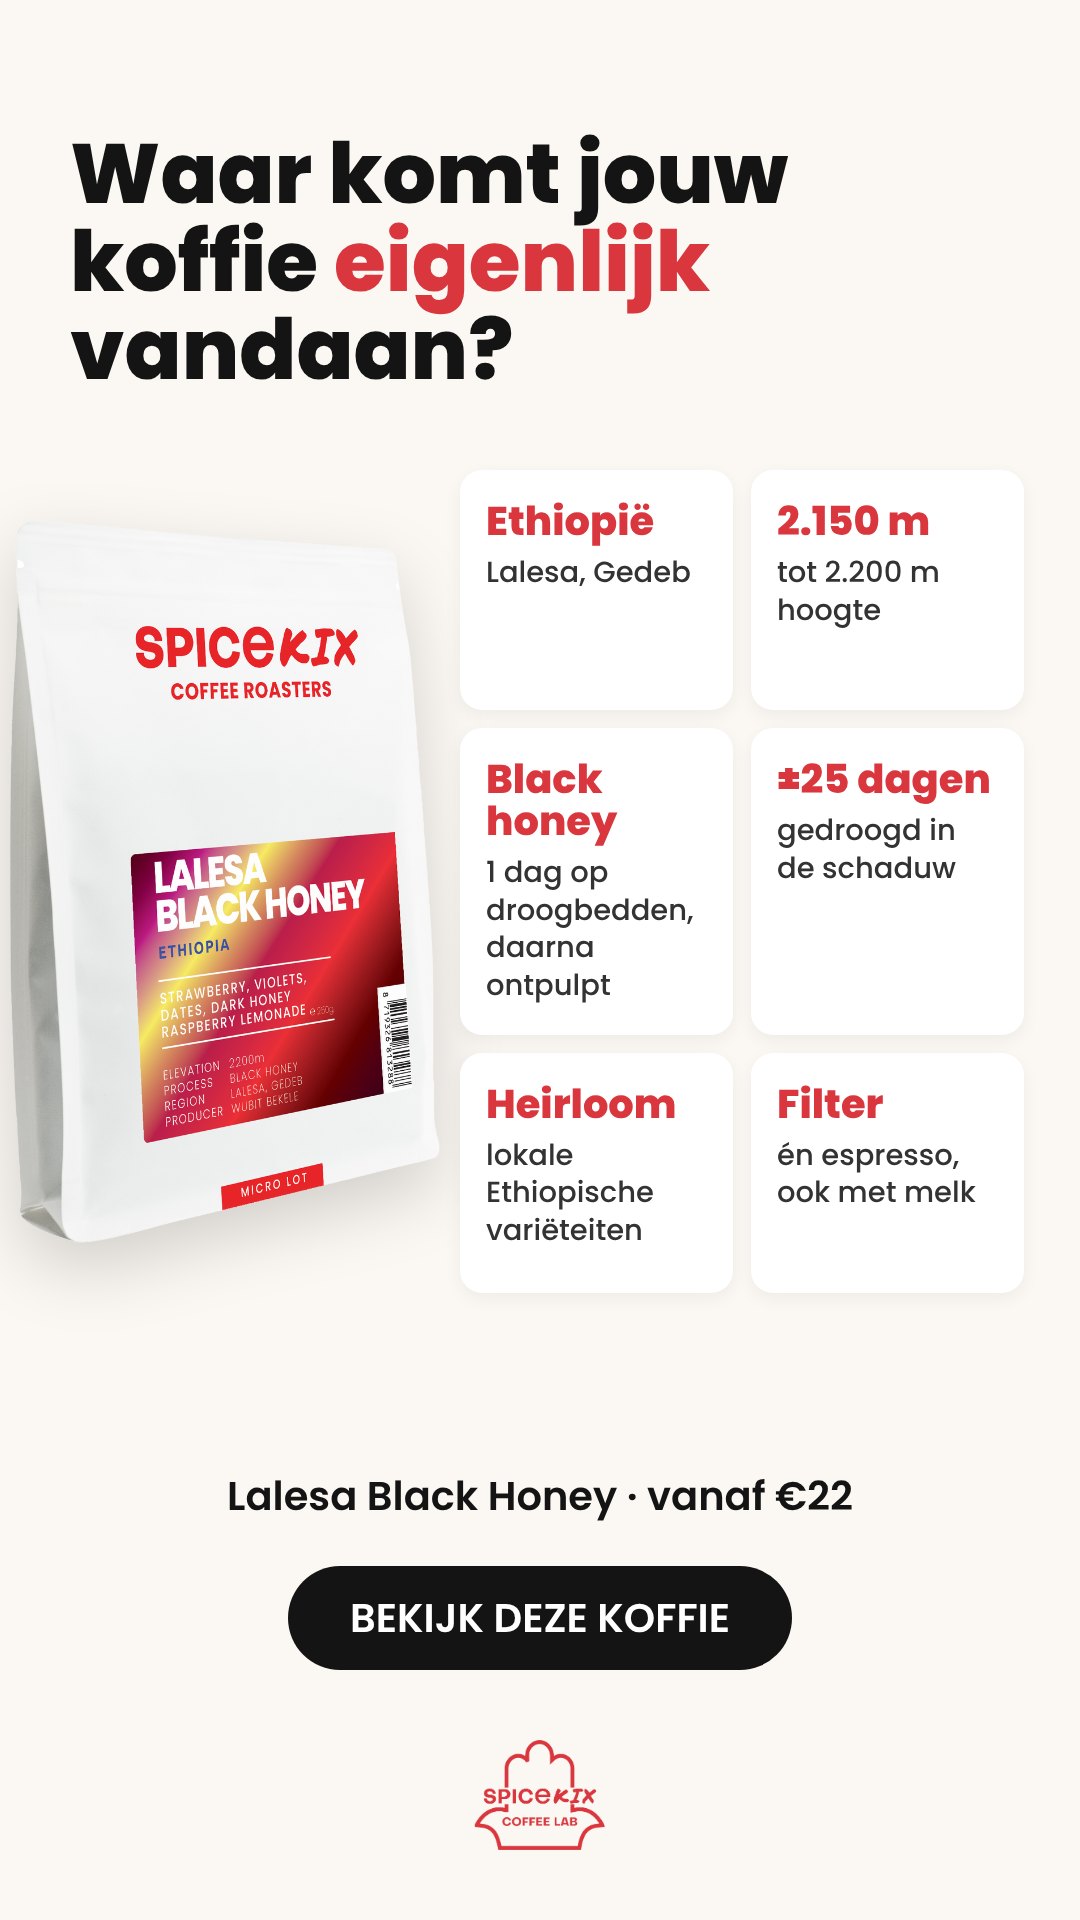 Waar komt jouw
koffie eigenlijk
vandaan?
SPICEKIX
COFFEE ROASTERS
LALESA
BLACK HONEY
ETHIOPIA
STRAWBERRY, VIOLETS,
DATES, DARK HONEY
RASPBERRY LEMONADE ℮ 250g
ELEVATION 2200m
PROCESS BLACK HONEY
REGION LALESA, GEDEB
PRODUCER WUBIT BEKELE
8 719326 813288
MICRO LOT
Ethiopië
Lalesa, Gedeb
2.150 m
tot 2.200 m
hoogte
Black
honey
1 dag op
droogbedden,
daarna
ontpulpt
±25 dagen
gedroogd in
de schaduw
Heirloom
lokale
Ethiopische
variëteiten
Filter
én espresso,
ook met melk
Lalesa Black Honey · vanaf €22
BEKIJK DEZE KOFFIE
SPICEKIX
COFFEE LAB